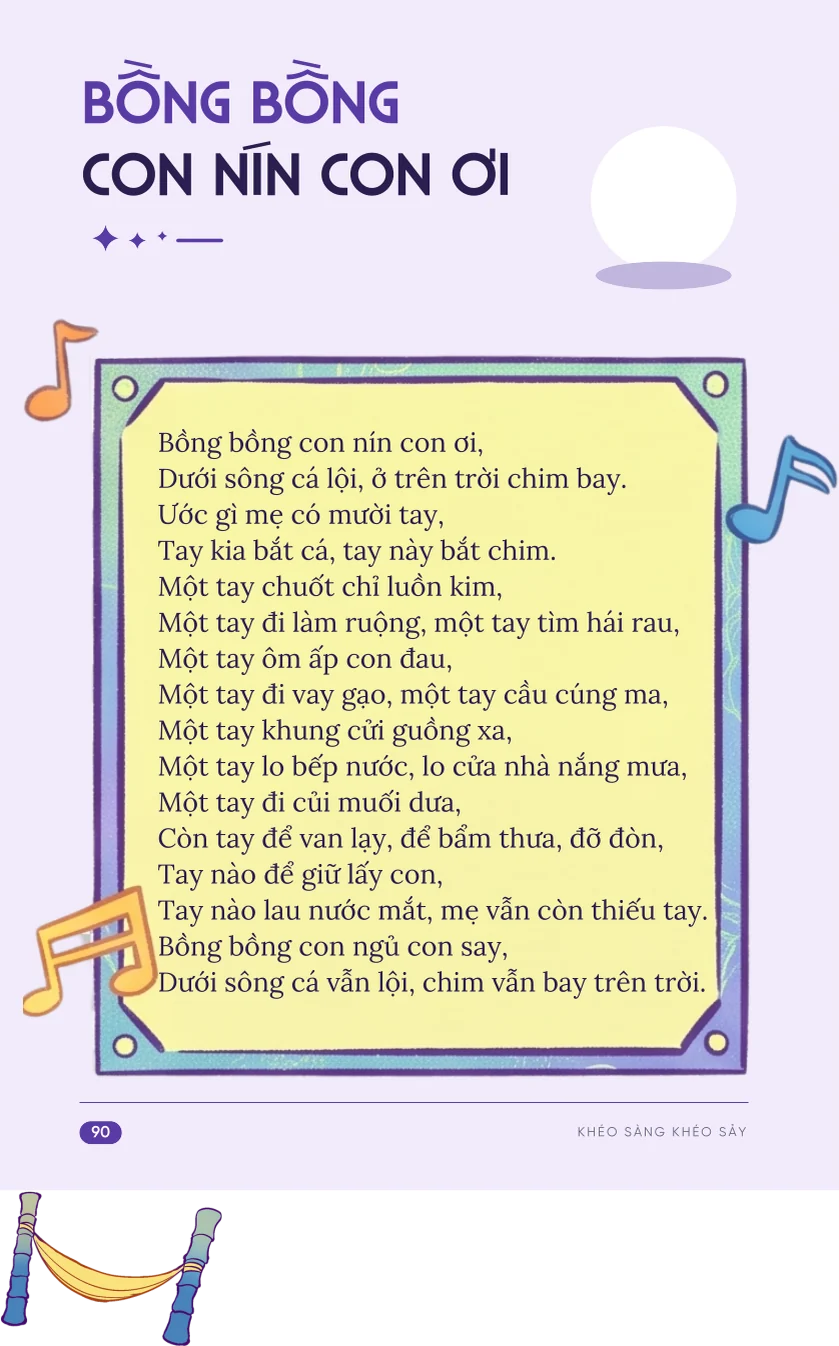 BỒNG BỒNG
CON NÍN CON ƠI
Bồng bồng con nín con ơi,
Dưới sông cá lội, ở trên trời chim bay.
Ước gì mẹ có mười tay,
Tay kia bắt cá, tay này bắt chim.
Một tay chuốt chỉ luồn kim,
Một tay đi làm ruộng, một tay tìm hái rau,
Một tay ôm ấp con đau,
Một tay đi vay gạo, một tay cầu cúng ma,
Một tay khung cửi guồng xa,
Một tay lo bếp nước, lo cửa nhà nắng mưa,
Một tay đi củi muối dưa,
Còn tay để van lạy, để bẩm thưa, đỡ đòn,
Tay nào để giữ lấy con,
Tay nào lau nước mắt, mẹ vẫn còn thiếu tay.
Bồng bồng con ngủ con say,
Dưới sông cá vẫn lội, chim vẫn bay trên trời.
90
KHÉO SÀNG KHÉO SẢY